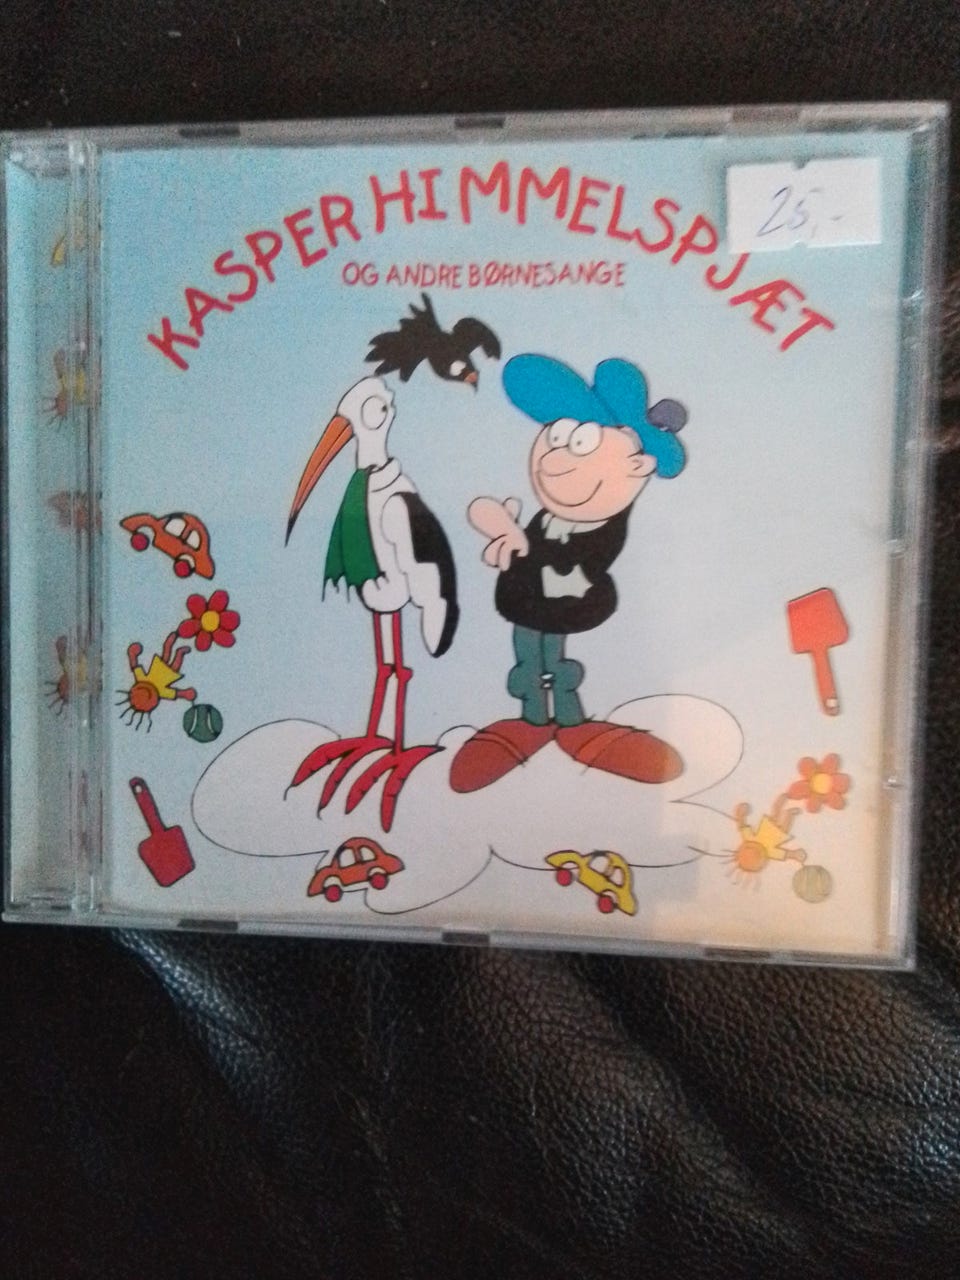 KASPER HIMMELSPJÆT
OG ANDRE BØRNESANGE
25,-